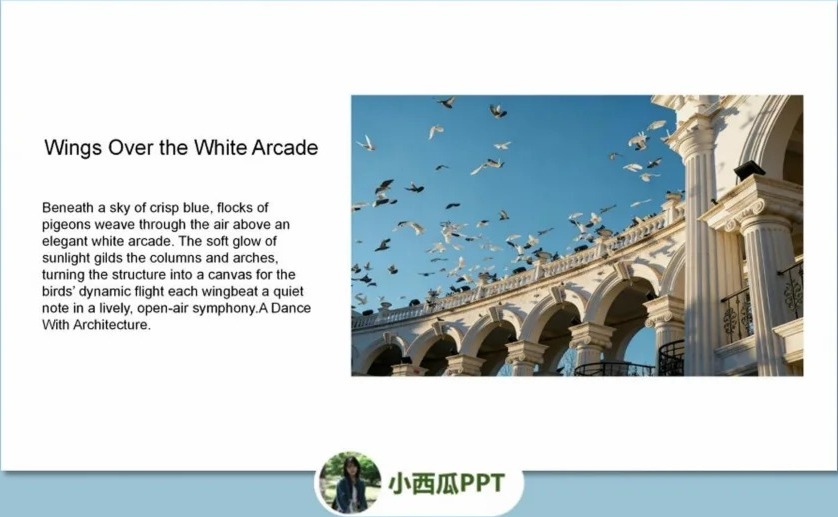 Wings Over the White Arcade
Beneath a sky of crisp blue, flocks of
pigeons weave through the air above an
elegant white arcade. The soft glow of
sunlight gilds the columns and arches,
turning the structure into a canvas for the
birds’ dynamic flight each wingbeat a quiet
note in a lively, open-air symphony.A Dance
With Architecture.
小西瓜PPT